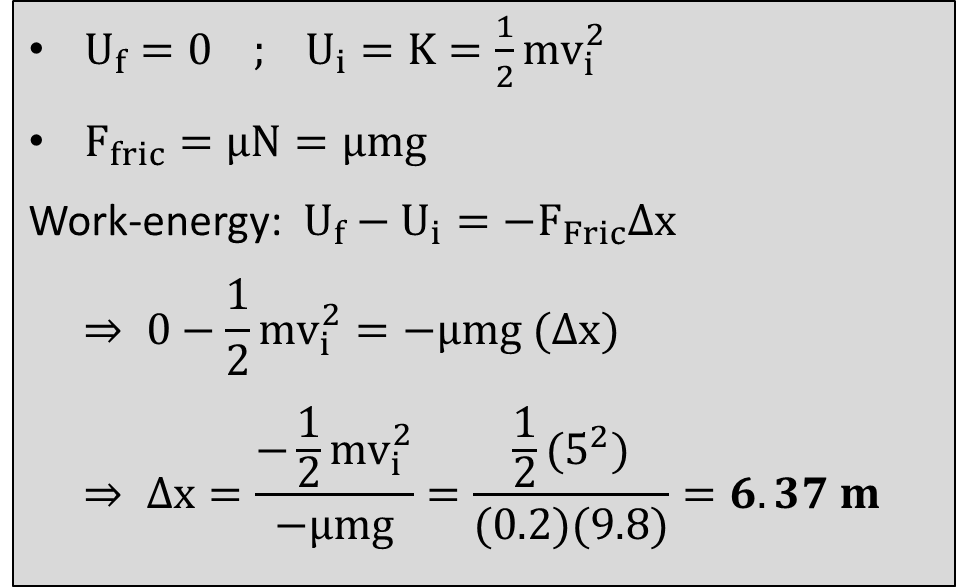 • U_f = 0 ; U_i = K = ½ mv_i²
• F_fric = μN = μmg
Work-energy: U_f − U_i = −F_Fric Δx
⇒ 0 − ½ mv_i² = −μmg (Δx)
⇒ Δx = (−½ mv_i²)/(−μmg) = (½ (5²))/((0.2)(9.8)) = 6.37 m